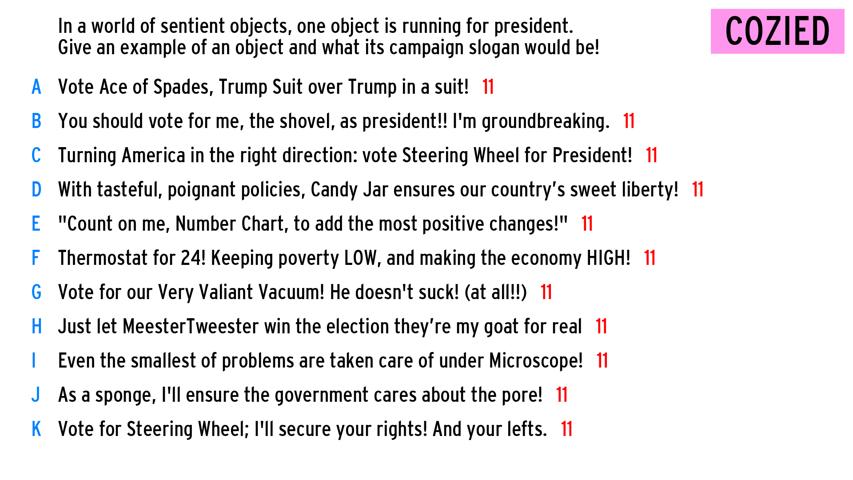 In a world of sentient objects, one object is running for president.
Give an example of an object and what its campaign slogan would be!
COZIED
A Vote Ace of Spades, Trump Suit over Trump in a suit! 11
B You should vote for me, the shovel, as president!! I'm groundbreaking. 11
C Turning America in the right direction: vote Steering Wheel for President! 11
D With tasteful, poignant policies, Candy Jar ensures our country’s sweet liberty! 11
E "Count on me, Number Chart, to add the most positive changes!" 11
F Thermostat for 24! Keeping poverty LOW, and making the economy HIGH! 11
G Vote for our Very Valiant Vacuum! He doesn't suck! (at all!!) 11
H Just let MeesterTweester win the election they’re my goat for real 11
I Even the smallest of problems are taken care of under Microscope! 11
J As a sponge, I'll ensure the government cares about the pore! 11
K Vote for Steering Wheel; I'll secure your rights! And your lefts. 11